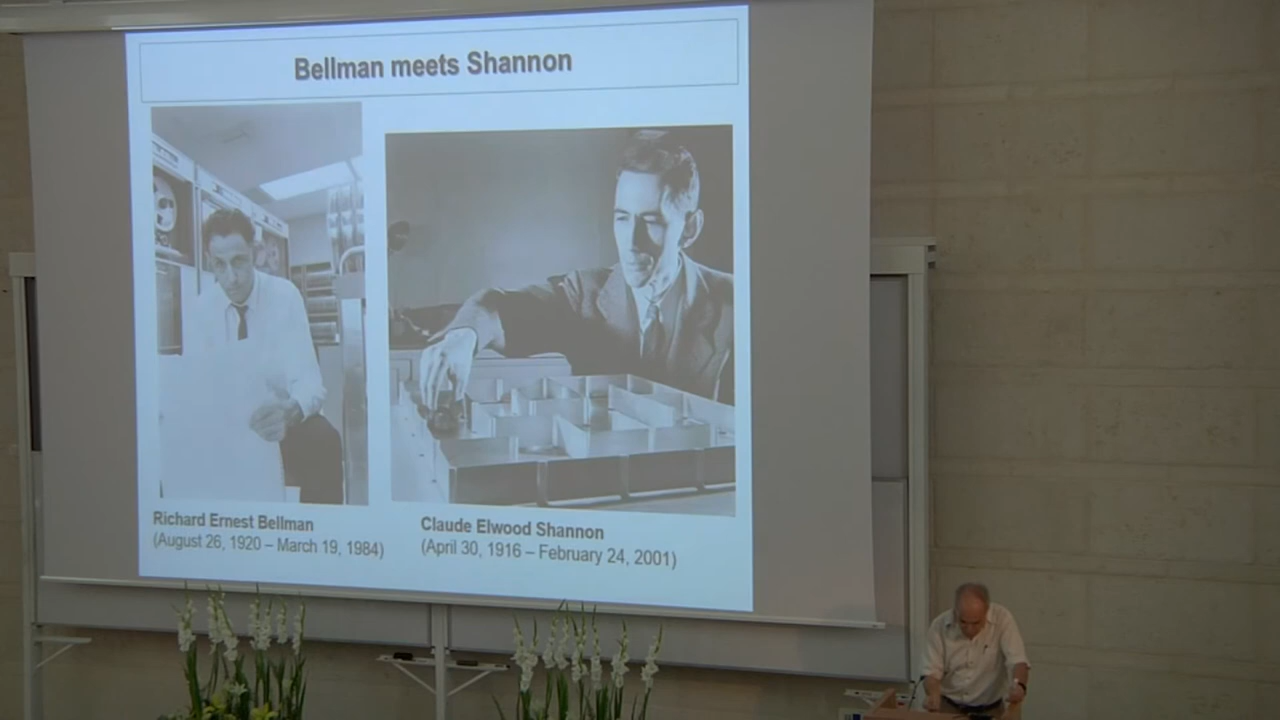 Bellman meets Shannon
Richard Ernest Bellman
(August 26, 1920 – March 19, 1984)
Claude Elwood Shannon
(April 30, 1916 – February 24, 2001)